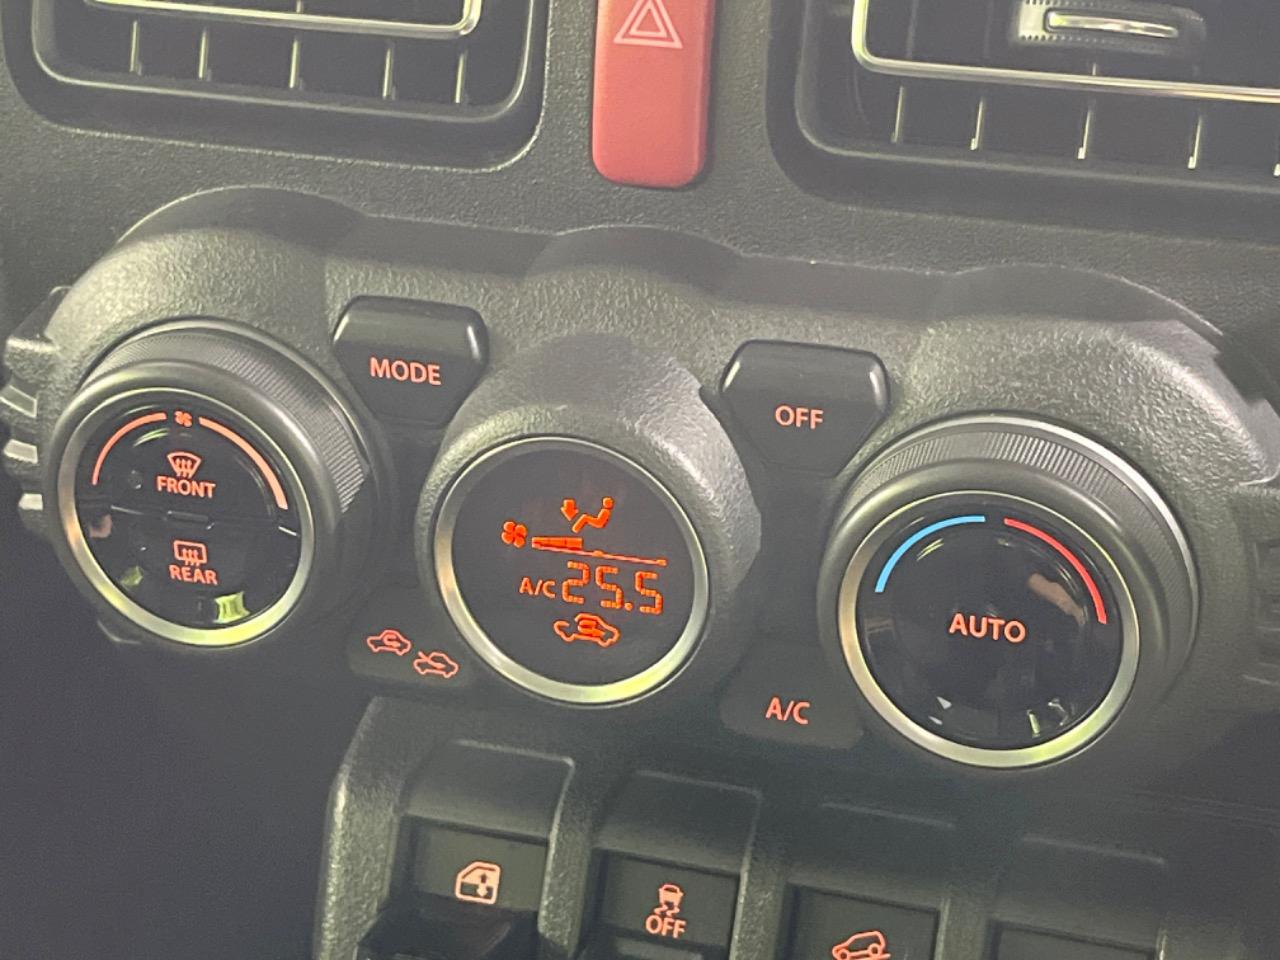 MODE
OFF
FRONT
REAR
A/C 25.5
AUTO
A/C
OFF